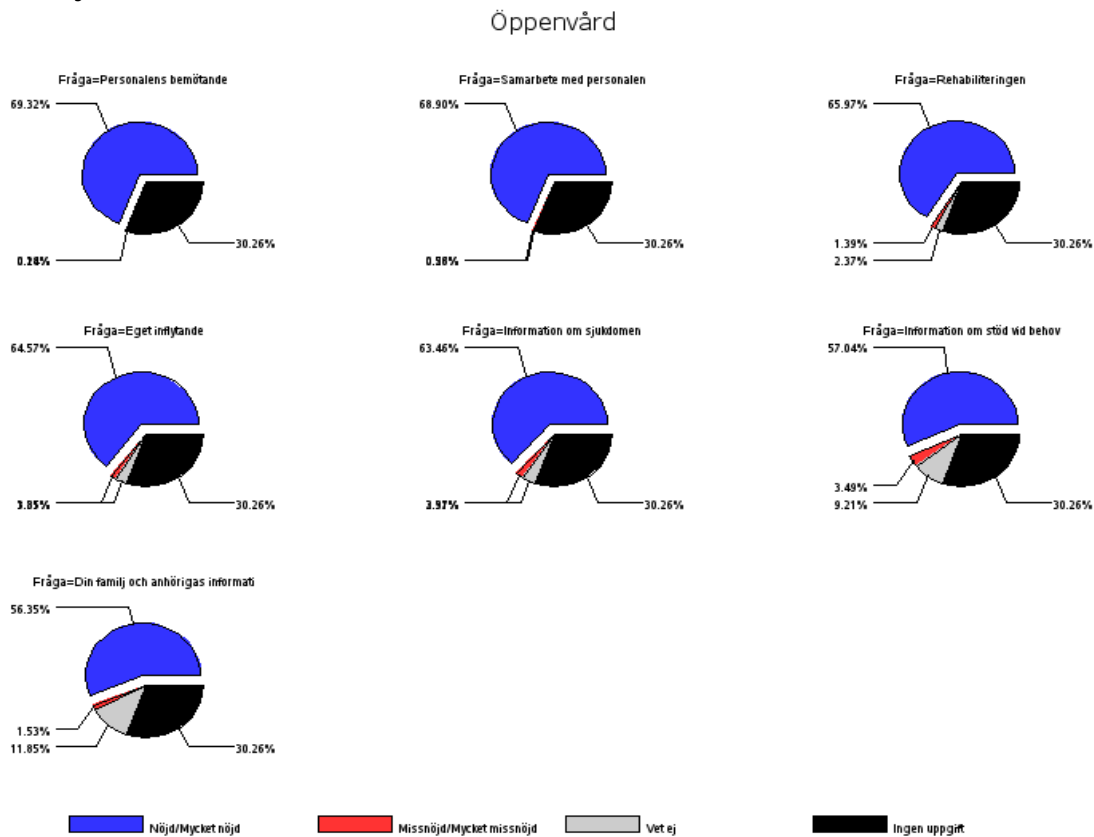 Öppenvård
Fråga=Personalens bemötande
69.32%
30.26%
Fråga=Samarbete med personalen
68.90%
30.26%
Fråga=Rehabiliteringen
65.97%
1.39%
2.37%
30.26%
Fråga=Eget inflytande
64.57%
30.26%
Fråga=Information om sjukdomen
63.46%
30.26%
Fråga=Information om stöd vid behov
57.04%
3.49%
9.21%
30.26%
Fråga=Din familj och anhörigas informati
56.35%
1.53%
11.85%
30.26%
Nöjd/Mycket nöjd
Missnöjd/Mycket missnöjd
Vet ej
Ingen uppgift